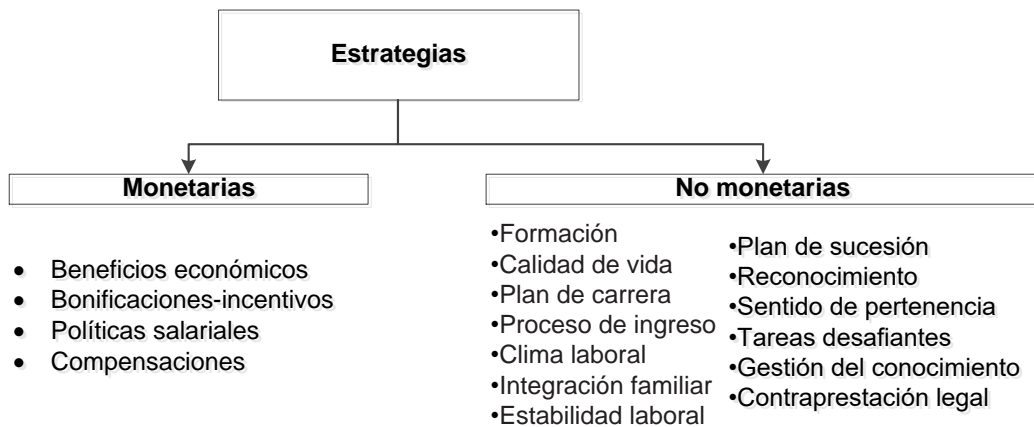 Estrategias
Monetarias
No monetarias
• Beneficios económicos
• Bonificaciones-incentivos
• Políticas salariales
• Compensaciones
•Formación
•Calidad de vida
•Plan de carrera
•Proceso de ingreso
•Clima laboral
•Integración familiar
•Estabilidad laboral
•Plan de sucesión
•Reconocimiento
•Sentido de pertenencia
•Tareas desafiantes
•Gestión del conocimiento
•Contraprestación legal